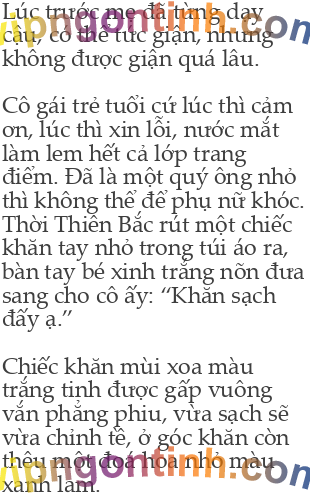 Lúc trước mẹ đã từng dạy
cậu, có thể tức giận, nhưng
không được giận quá lâu.
Cô gái trẻ tuổi cứ lúc thì cảm
ơn, lúc thì xin lỗi, nước mắt
làm lem hết cả lớp trang
điểm. Đã là một quý ông nhỏ
thì không thể để phụ nữ khóc.
Thời Thiên Bắc rút một chiếc
khăn tay nhỏ trong túi áo ra,
bàn tay bé xinh trắng nõn đưa
sang cho cô ấy: “Khăn sạch
đấy ạ.”
Chiếc khăn mùi xoa màu
trắng tinh được gấp vuông
vắn phẳng phiu, vừa sạch sẽ
vừa chỉnh tề, ở góc khăn còn
thêu một đoá hoa nhỏ màu
xanh lam.
vipngontinh.com
vipngontinh.com